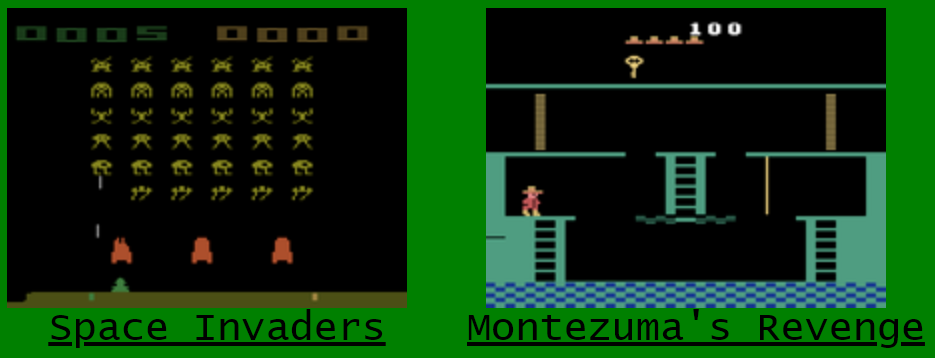 0005 0000
100
Space Invaders
Montezuma's Revenge